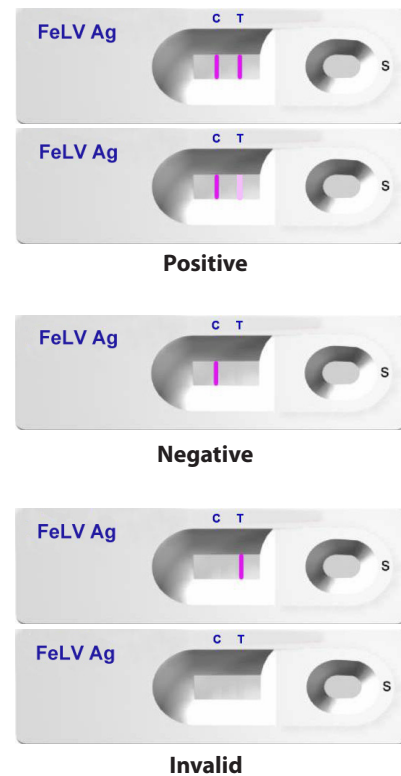 C T
FeLV Ag
S
C T
FeLV Ag
S
Positive
C T
FeLV Ag
S
Negative
C T
FeLV Ag
S
C T
FeLV Ag
S
Invalid